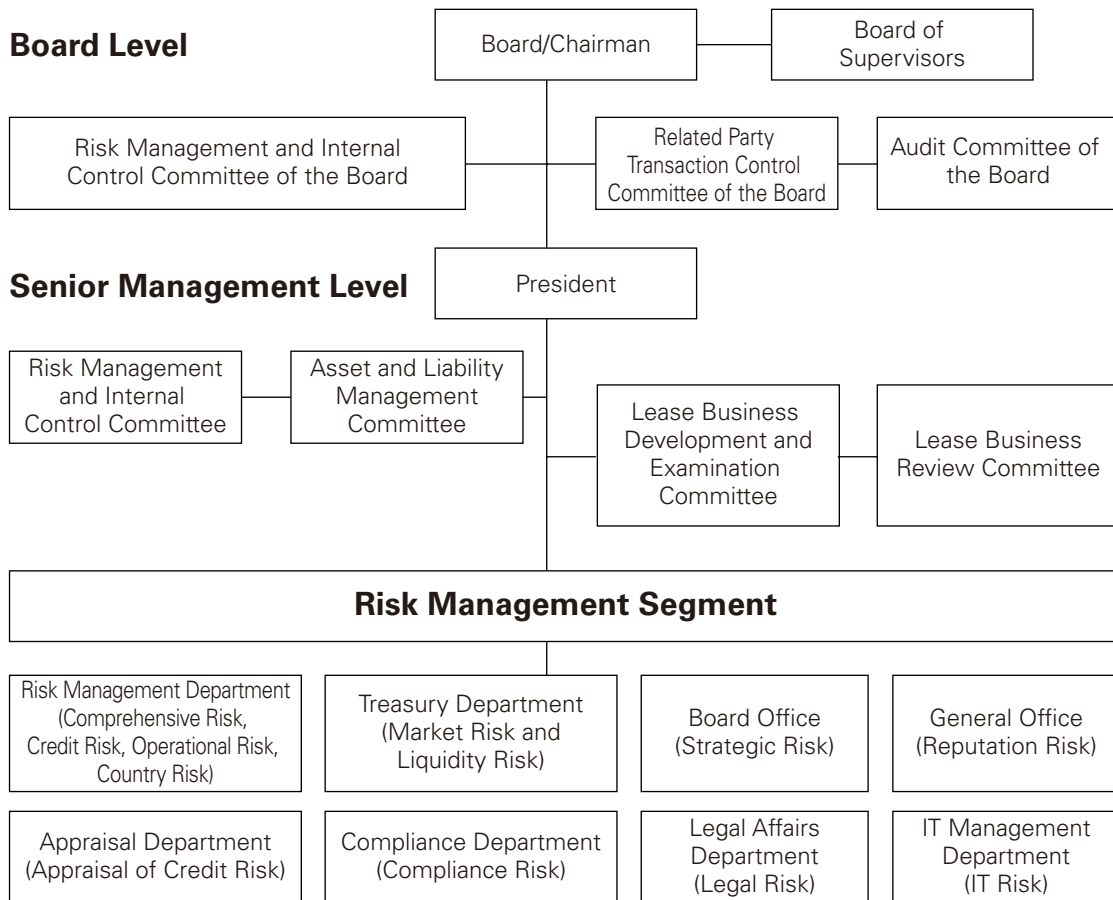 Board Level
Board/Chairman
Board of
Supervisors
Risk Management and Internal
Control Committee of the Board
Related Party
Transaction Control
Committee of the Board
Audit Committee of
the Board
Senior Management Level
President
Risk Management
and Internal
Control Committee
Asset and Liability
Management
Committee
Lease Business
Development and
Examination
Committee
Lease Business
Review Committee
Risk Management Segment
Risk Management Department
(Comprehensive Risk,
Credit Risk, Operational Risk,
Country Risk)
Treasury Department
(Market Risk and
Liquidity Risk)
Board Office
(Strategic Risk)
General Office
(Reputation Risk)
Appraisal Department
(Appraisal of Credit Risk)
Compliance Department
(Compliance Risk)
Legal Affairs
Department
(Legal Risk)
IT Management
Department
(IT Risk)